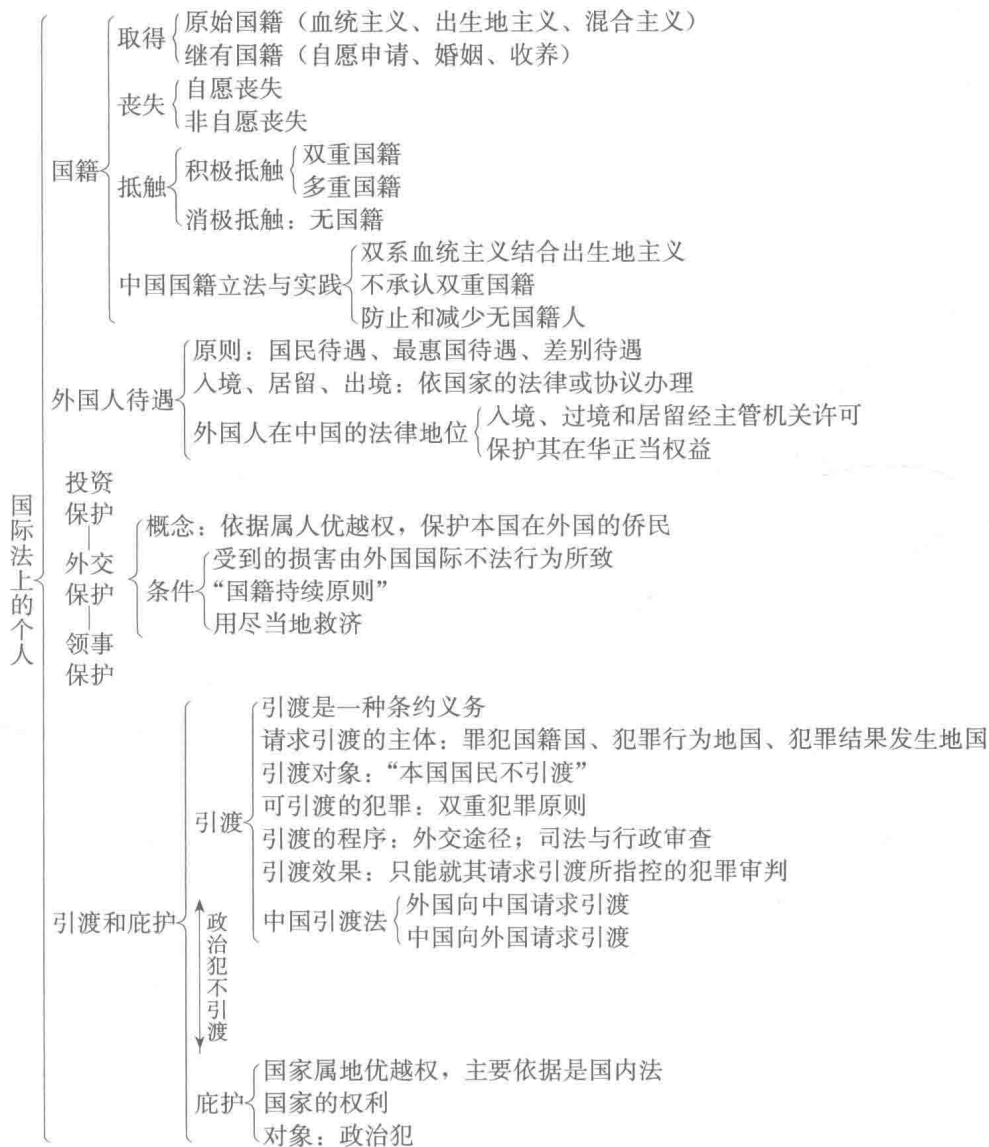 国际法上的个人
国籍
取得
原始国籍（血统主义、出生地主义、混合主义）
继有国籍（自愿申请、婚姻、收养）
丧失
自愿丧失
非自愿丧失
抵触
积极抵触
双重国籍
多重国籍
消极抵触：无国籍
中国国籍立法与实践
双系血统主义结合出生地主义
不承认双重国籍
防止和减少无国籍人
外国人待遇
原则：国民待遇、最惠国待遇、差别待遇
入境、居留、出境：依国家的法律或协议办理
外国人在中国的法律地位
入境、过境和居留经主管机关许可
保护其在华正当权益
投资
保护
外交
保护
领事
保护
概念：依据属人优越权，保护本国在外国的侨民
条件
受到的损害由外国国际不法行为所致
“国籍持续原则”
用尽当地救济
引渡和庇护
引渡
引渡是一种条约义务
请求引渡的主体：罪犯国籍国、犯罪行为地国、犯罪结果发生地国
引渡对象：“本国国民不引渡”
可引渡的犯罪：双重犯罪原则
引渡的程序：外交途径；司法与行政审查
引渡效果：只能就其请求引渡所指控的犯罪审判
中国引渡法
外国向中国请求引渡
中国向外国请求引渡
政治犯不引渡
庇护
国家属地优越权，主要依据是国内法
国家的权利
对象：政治犯